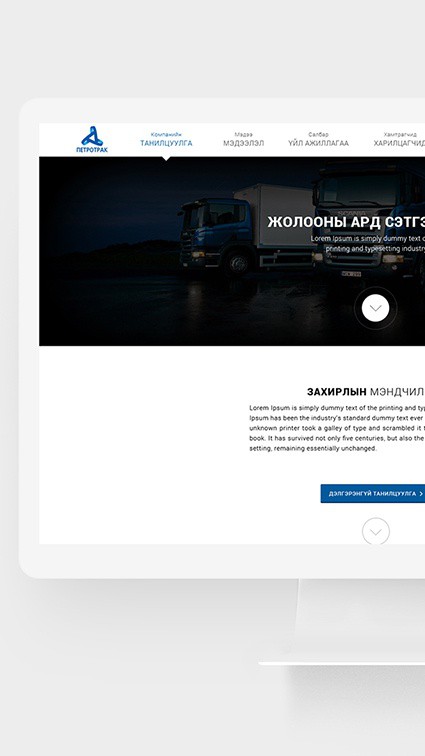 ПЕТРОТРАК
Компанийн
ТАНИЛЦУУЛГА
Мэдээ
МЭДЭЭЛЭЛ
Салбар
ҮЙЛ АЖИЛЛАГАА
Хамтрагчид
ХАРИЛЦАГЧИД
ЖОЛООНЫ АРД СЭТГЭ
Lorem Ipsum is simply dummy text
printing and typesetting industry
SCANIA
ЗАХИРЛЫН МЭНДЧИЛ
Lorem Ipsum is simply dummy text of the printing and ty
Ipsum has been the industry's standard dummy text ever
unknown printer took a galley of type and scrambled it t
book. It has survived not only five centuries, but also the
setting, remaining essentially unchanged.
ДЭЛГЭРЭНГҮЙ ТАНИЛЦУУЛГА